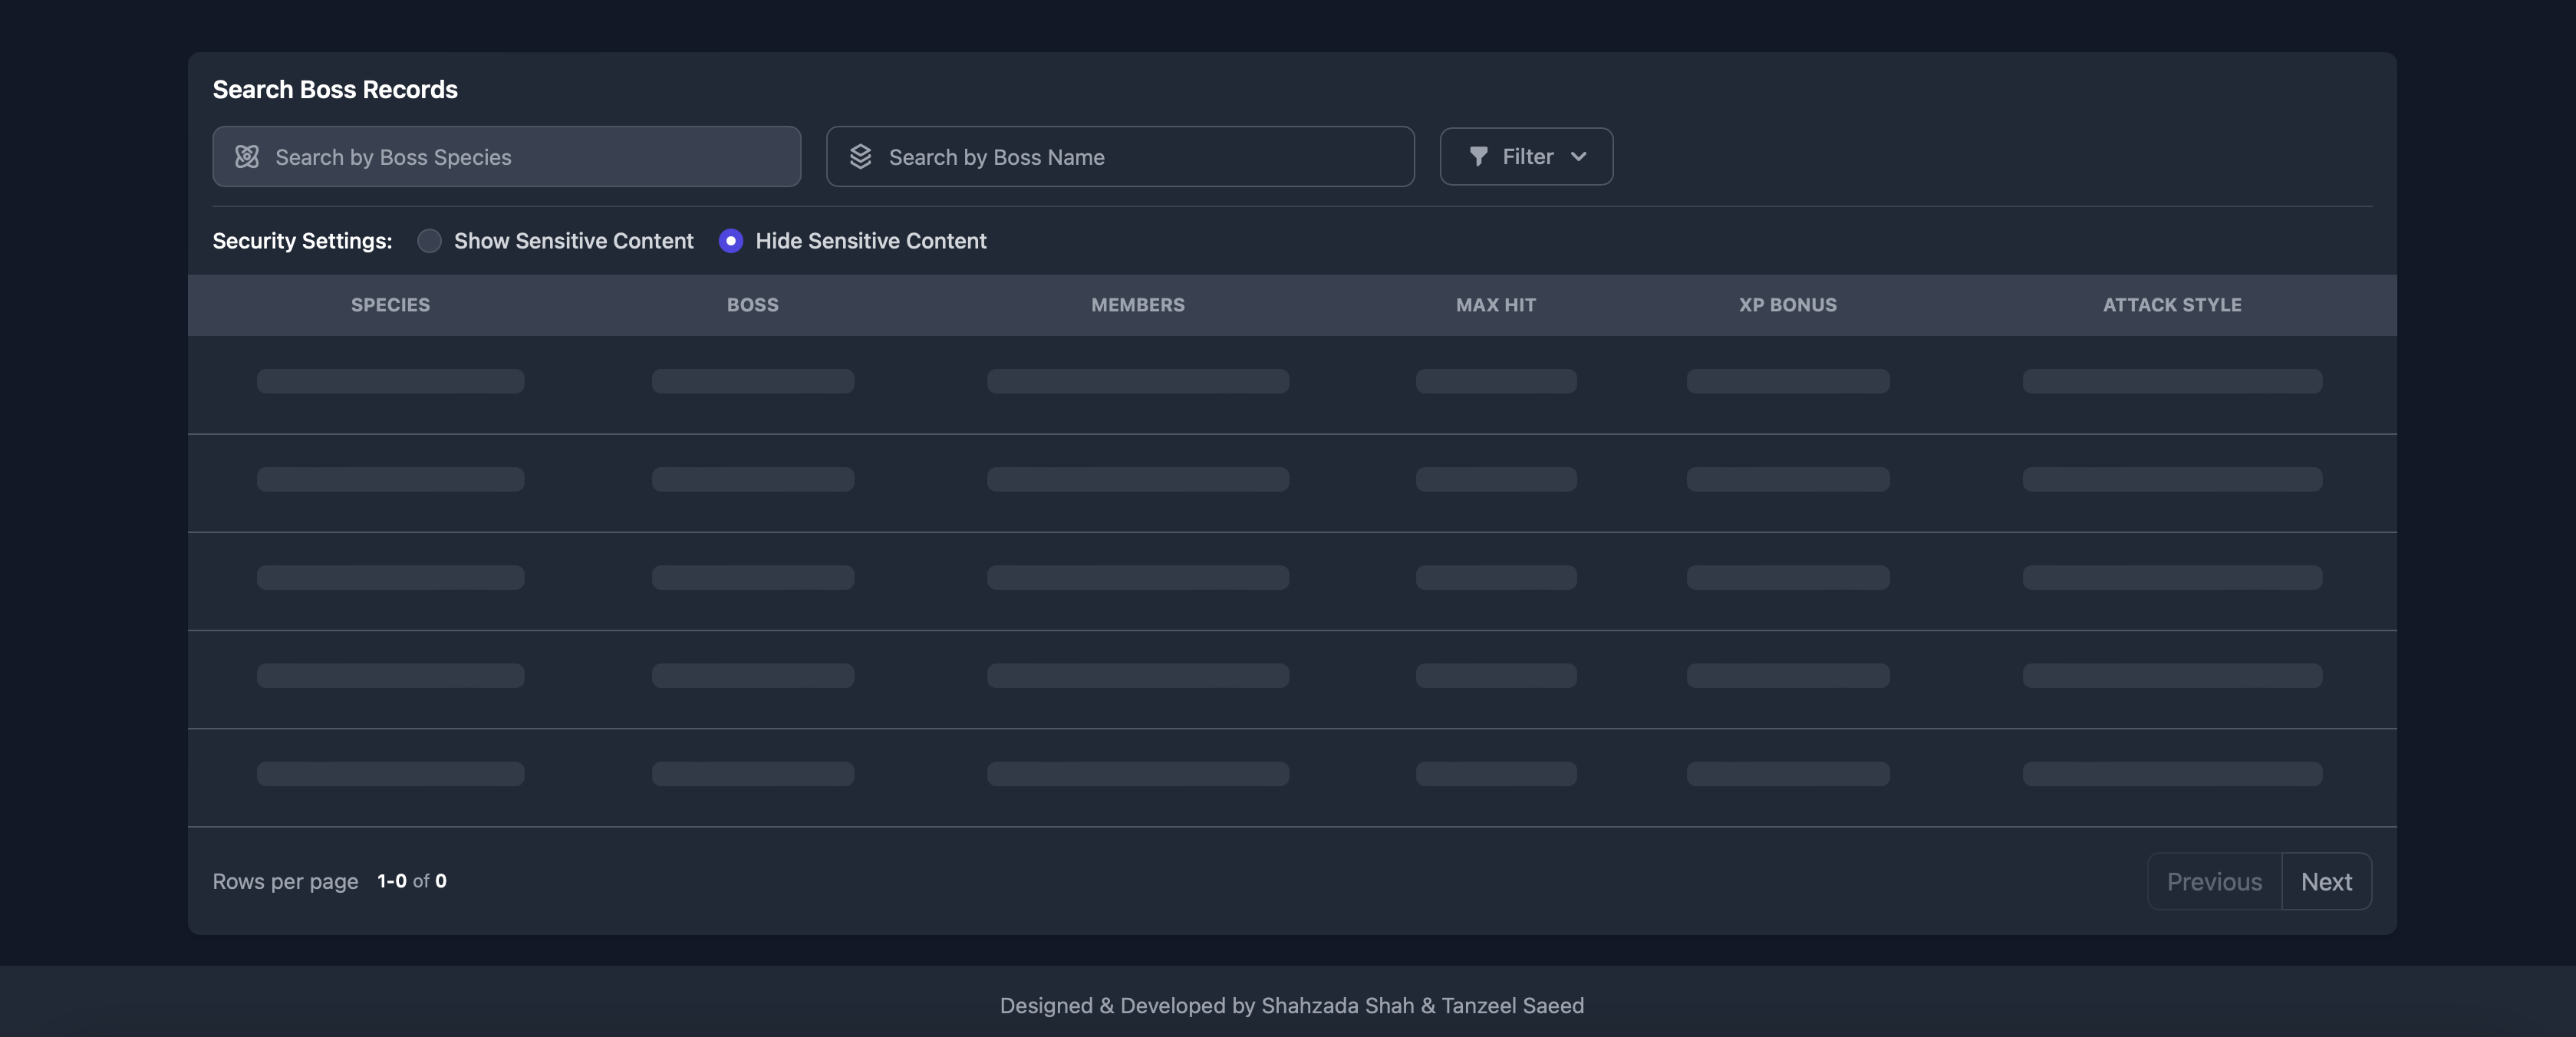 Search Boss Records
Search by Boss Species
Search by Boss Name
Filter
Security Settings: Show Sensitive Content Hide Sensitive Content
SPECIES BOSS MEMBERS MAX HIT XP BONUS ATTACK STYLE
Rows per page 1-0 of 0
Previous Next
Designed & Developed by Shahzada Shah & Tanzeel Saeed